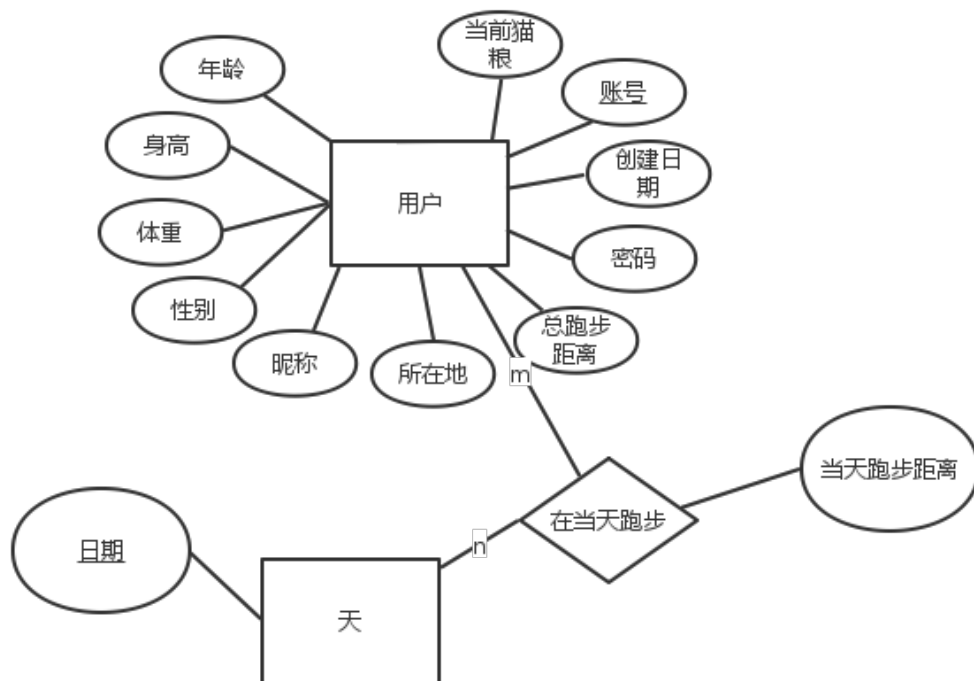 当前猫
粮
年龄
账号
身高
创建日
期
用户
体重
密码
性别
总跑步
距离
昵称
所在地
m
当天跑步距离
在当天跑步
n
日期
天